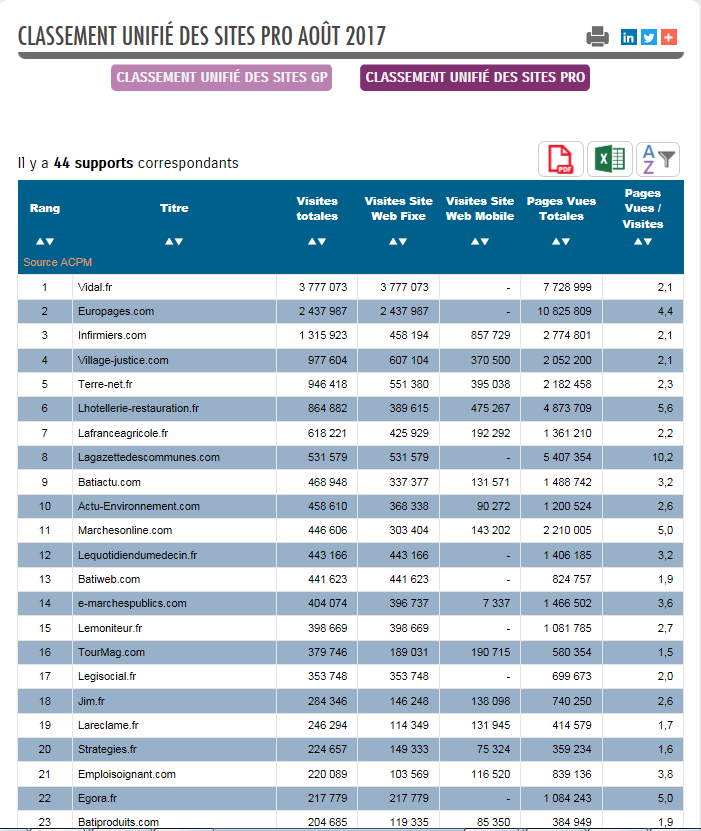 CLASSEMENT UNIFIÉ DES SITES PRO AOÛT 2017
CLASSEMENT UNIFIÉ DES SITES GP CLASSEMENT UNIFIÉ DES SITES PRO
Il y a 44 supports correspondants
Rang Titre Visites totales Visites Site Web Fixe Visites Site Web Mobile Pages Vues Totales Pages Vues / Visites
Source ACPM
1 Vidal.fr 3 777 073 3 777 073 - 7 728 999 2,1
2 Europages.com 2 437 987 2 437 987 - 10 825 809 4,4
3 Infirmiers.com 1 315 923 458 194 857 729 2 774 801 2,1
4 Village-justice.com 977 604 607 104 370 500 2 052 200 2,1
5 Terre-net.fr 946 418 551 380 395 038 2 182 458 2,3
6 Lhotellerie-restauration.fr 864 882 389 615 475 267 4 873 709 5,6
7 Lafranceagricole.fr 618 221 425 929 192 292 1 361 210 2,2
8 Lagazettedescommunes.com 531 579 531 579 - 5 407 354 10,2
9 Batiactu.com 468 948 337 377 131 571 1 488 742 3,2
10 Actu-Environnement.com 458 610 368 338 90 272 1 200 524 2,6
11 Marchesonline.com 446 606 303 404 143 202 2 210 005 5,0
12 Lequotidiendumedecin.fr 443 166 443 166 - 1 406 185 3,2
13 Batiweb.com 441 623 441 623 - 824 757 1,9
14 e-marchespublics.com 404 074 396 737 7 337 1 466 502 3,6
15 Lemoniteur.fr 398 669 398 669 - 1 081 785 2,7
16 TourMag.com 379 746 189 031 190 715 580 354 1,5
17 Legisocial.fr 353 748 353 748 - 699 673 2,0
18 Jim.fr 284 346 146 248 138 098 740 250 2,6
19 Lareclame.fr 246 294 114 349 131 945 414 579 1,7
20 Strategies.fr 224 657 149 333 75 324 359 234 1,6
21 Emploisoignant.com 220 089 103 569 116 520 839 136 3,8
22 Egora.fr 217 779 217 779 - 1 084 243 5,0
23 Batiproduits.com 204 685 119 335 85 350 384 949 1,9